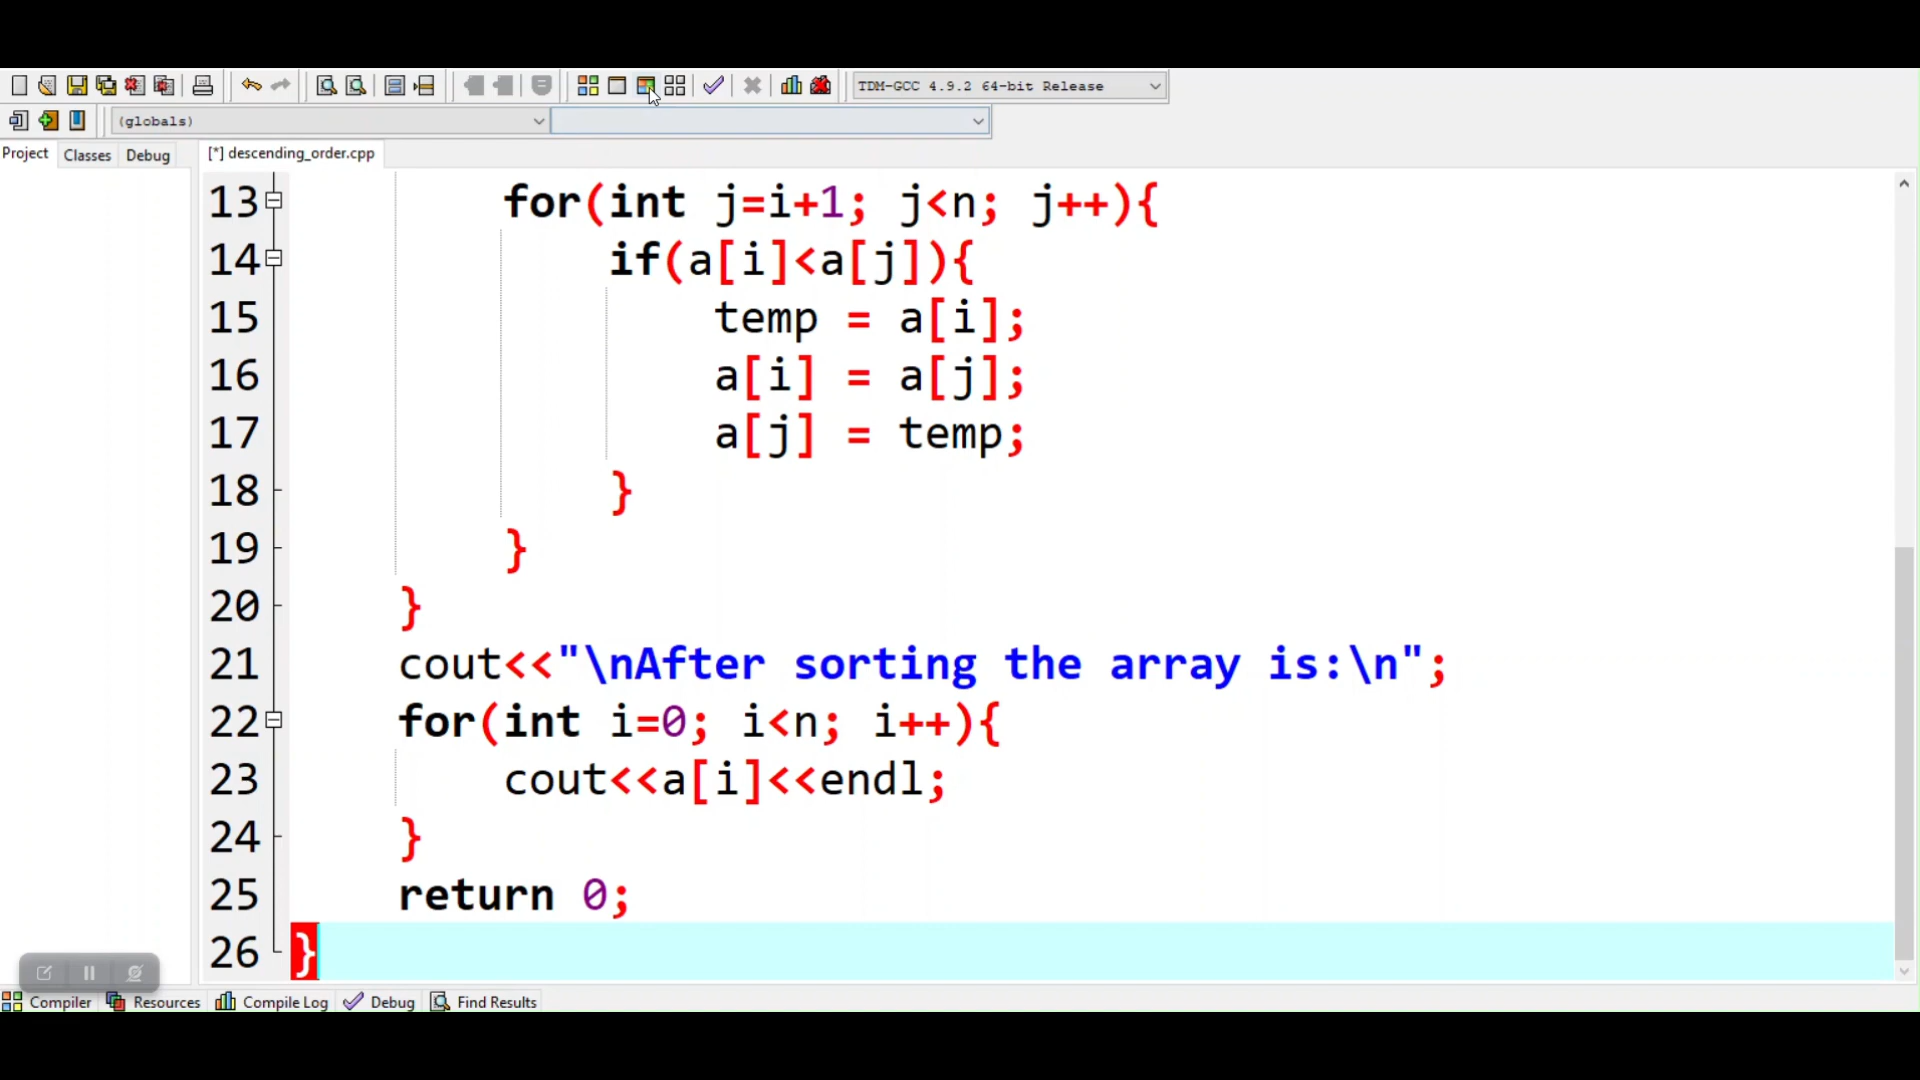 TDM-GCC 4.9.2 64-bit Release
(globals)
Project Classes Debug [*] descending_order.cpp
13 for(int j=i+1; j<n; j++){
14 if(a[i]<a[j]){
15 temp = a[i];
16 a[i] = a[j];
17 a[j] = temp;
18 }
19 }
20 }
21 cout<<"\nAfter sorting the array is:\n";
22 for(int i=0; i<n; i++){
23 cout<<a[i]<<endl;
24 }
25 return 0;
26 }
Compiler Resources Compile Log Debug Find Results